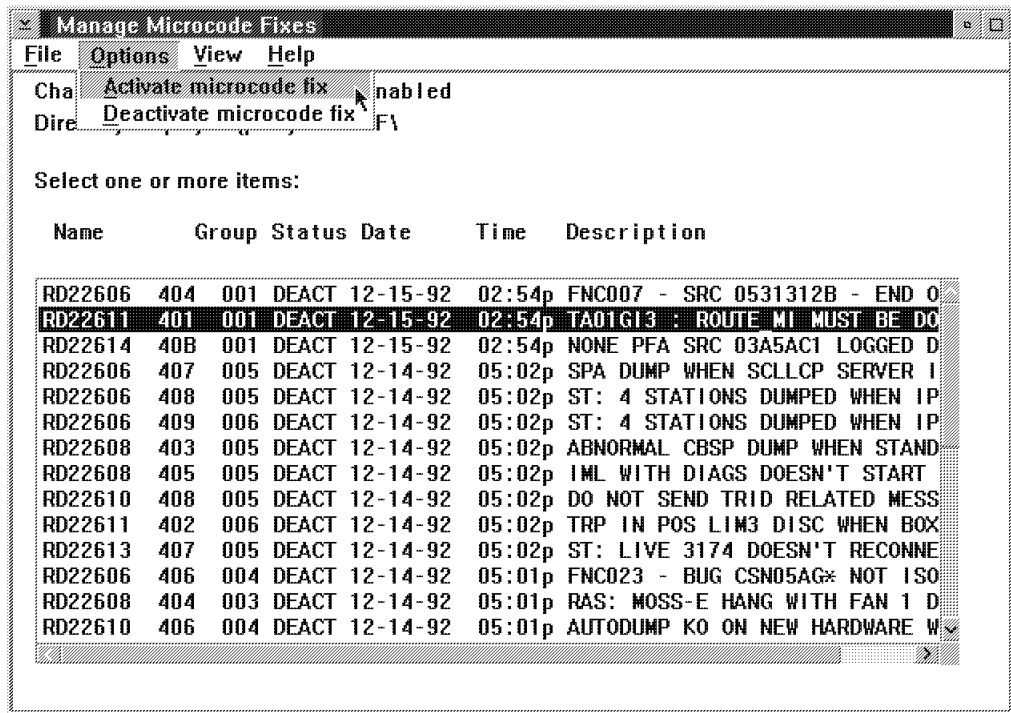 Manage Microcode Fixes
File Options View Help
Activate microcode fix
Deactivate microcode fix
Cha nabled
Dire F\
Select one or more items:
Name Group Status Date Time Description
RD22606 404 001 DEACT 12-15-92 02:54p FNC007 - SRC 0531312B - END O
RD22611 401 001 DEACT 12-15-92 02:54p TA01GI3 : ROUTE_MI MUST BE DO
RD22614 40B 001 DEACT 12-15-92 02:54p NONE PFA SRC 03A5AC1 LOGGED D
RD22606 407 005 DEACT 12-14-92 05:02p SPA DUMP WHEN SCLLCP SERVER I
RD22608 408 005 DEACT 12-14-92 05:02p ST: 4 STATIONS DUMPED WHEN IP
RD22606 409 006 DEACT 12-14-92 05:02p ST: 4 STATIONS DUMPED WHEN IP
RD22608 403 005 DEACT 12-14-92 05:02p ABNORMAL CBSP DUMP WHEN STAND
RD22608 405 005 DEACT 12-14-92 05:02p IML WITH DIAGS DOESN'T START
RD22610 408 005 DEACT 12-14-92 05:02p DO NOT SEND TRID RELATED MESS
RD22611 402 006 DEACT 12-14-92 05:02p TRP IN POS LIM3 DISC WHEN BOX
RD22613 407 005 DEACT 12-14-92 05:02p ST: LIVE 3174 DOESN'T RECONNE
RD22606 406 004 DEACT 12-14-92 05:01p FNC023 - BUG CSN05AG* NOT ISO
RD22608 404 003 DEACT 12-14-92 05:01p RAS: MOSS-E HANG WITH FAN 1 D
RD22610 406 004 DEACT 12-14-92 05:01p AUTODUMP KO ON NEW HARDWARE W